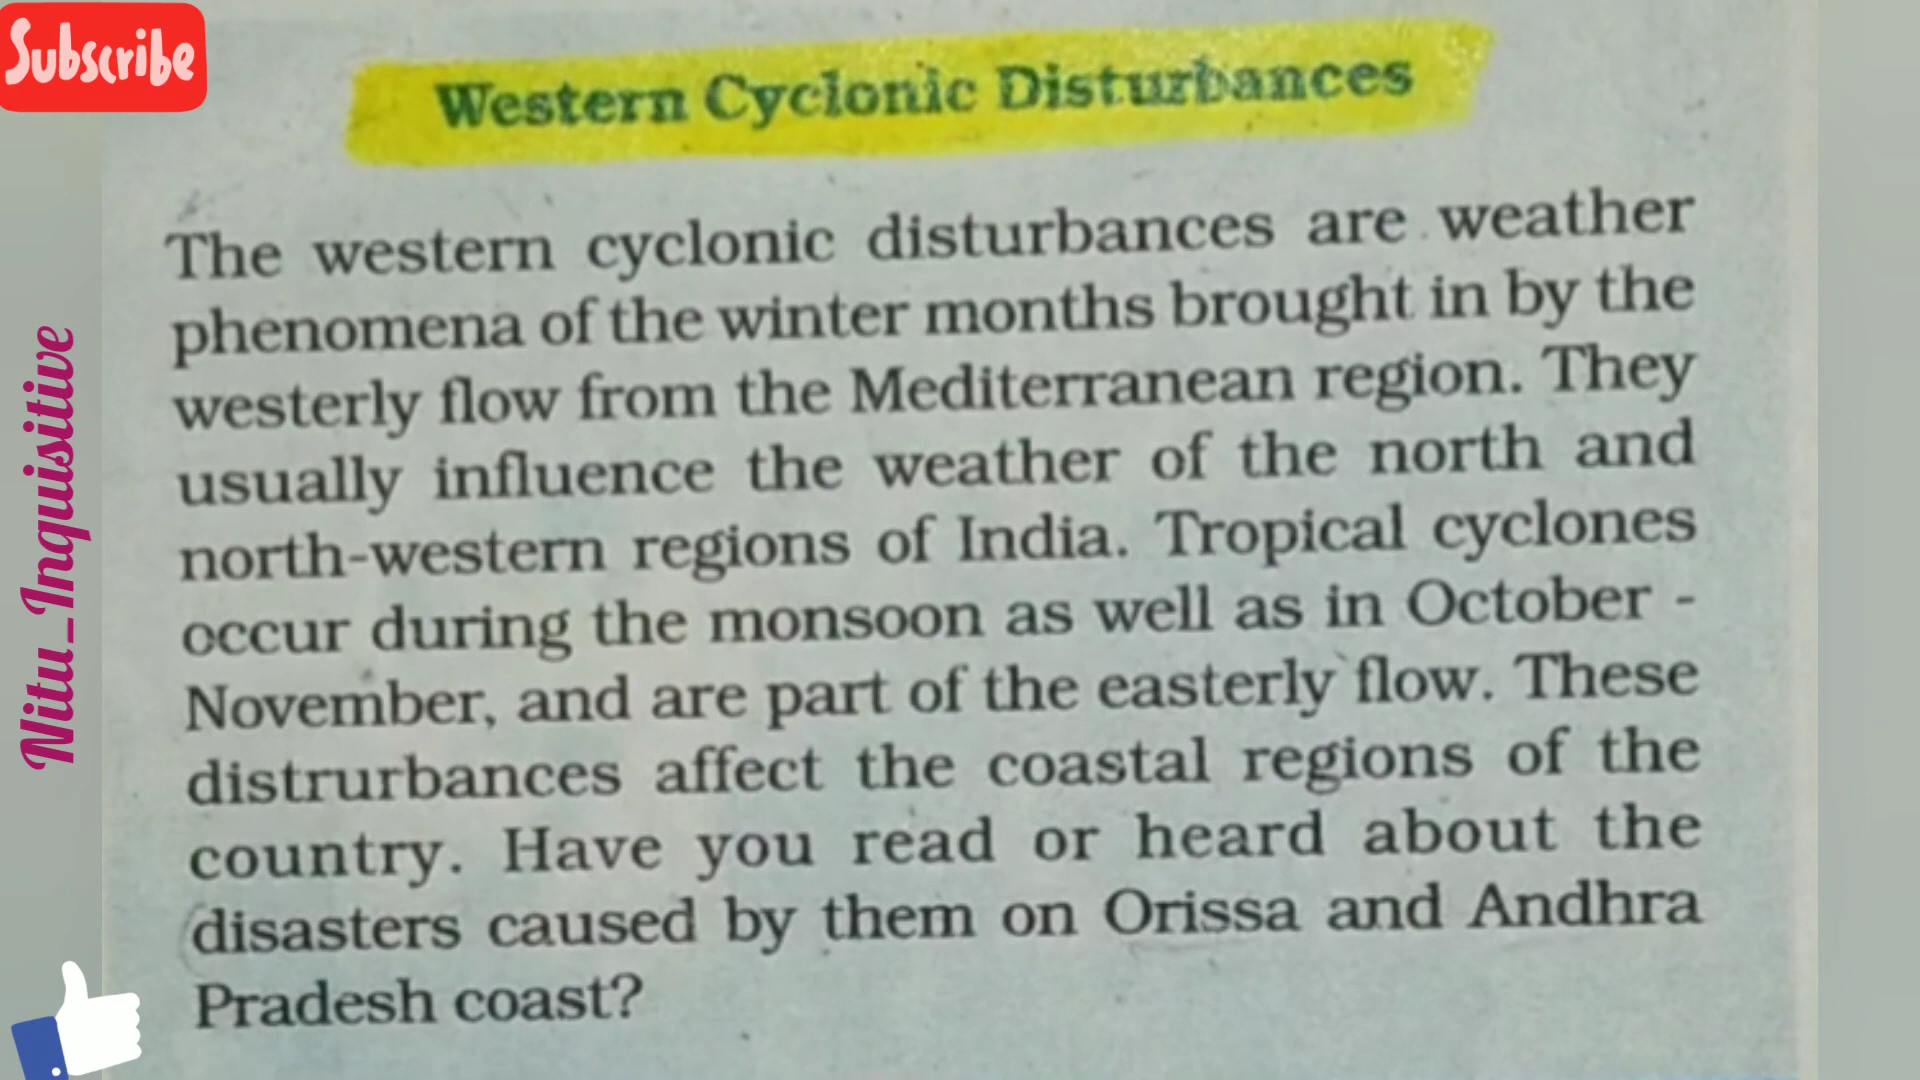 Subscribe
Western Cyclonic Disturbances
The western cyclonic disturbances are weather
phenomena of the winter months brought in by the
westerly flow from the Mediterranean region. They
usually influence the weather of the north and
north-western regions of India. Tropical cyclones
occur during the monsoon as well as in October -
November, and are part of the easterly flow. These
distrurbances affect the coastal regions of the
country. Have you read or heard about the
disasters caused by them on Orissa and Andhra
Pradesh coast?
Nitu_Inquisitive